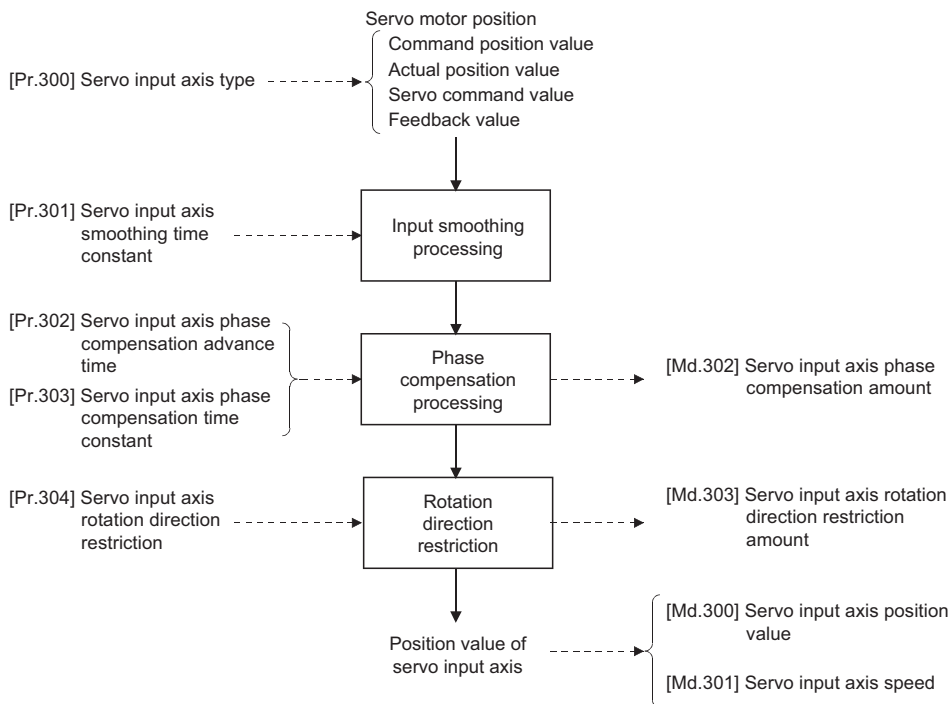 Servo motor position
Command position value
Actual position value
Servo command value
Feedback value
[Pr.300] Servo input axis type
[Pr.301] Servo input axis
smoothing time
constant
Input smoothing
processing
[Pr.302] Servo input axis phase
compensation advance
time
[Pr.303] Servo input axis phase
compensation time
constant
Phase
compensation
processing
[Md.302] Servo input axis phase
compensation amount
[Pr.304] Servo input axis
rotation direction
restriction
Rotation
direction
restriction
[Md.303] Servo input axis rotation
direction restriction
amount
Position value of
servo input axis
[Md.300] Servo input axis position
value
[Md.301] Servo input axis speed